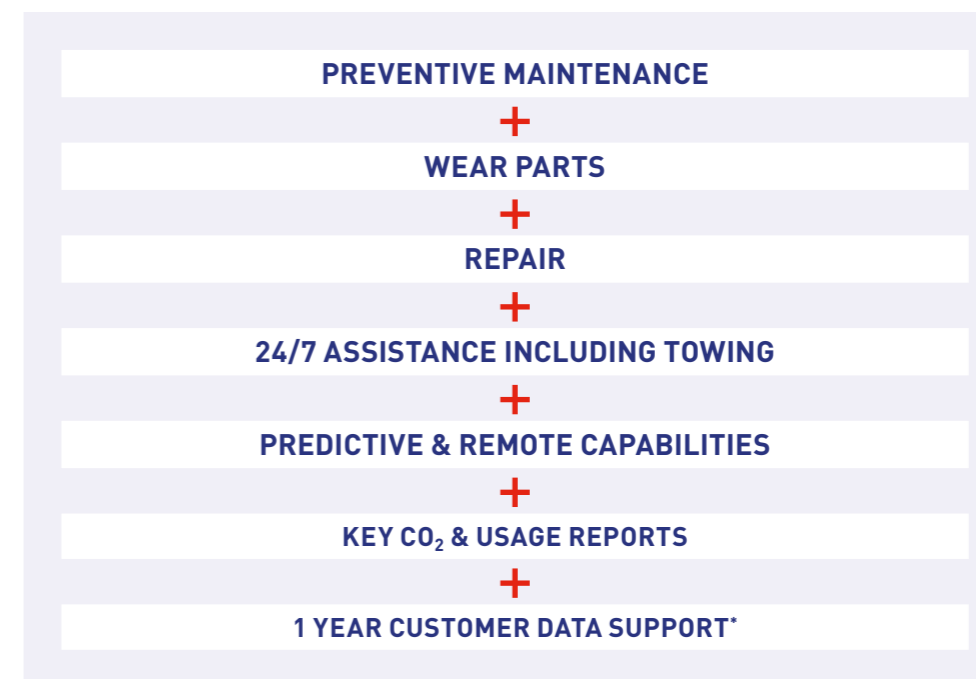 PREVENTIVE MAINTENANCE
+
WEAR PARTS
+
REPAIR
+
24/7 ASSISTANCE INCLUDING TOWING
+
PREDICTIVE & REMOTE CAPABILITIES
+
KEY CO₂ & USAGE REPORTS
+
1 YEAR CUSTOMER DATA SUPPORT*